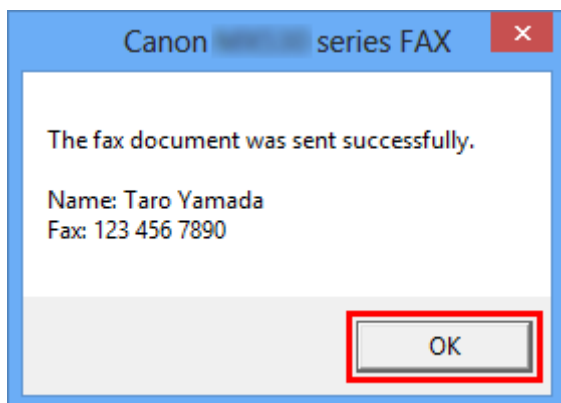 Canon series FAX
The fax document was sent successfully.
Name: Taro Yamada
Fax: 123 456 7890
OK